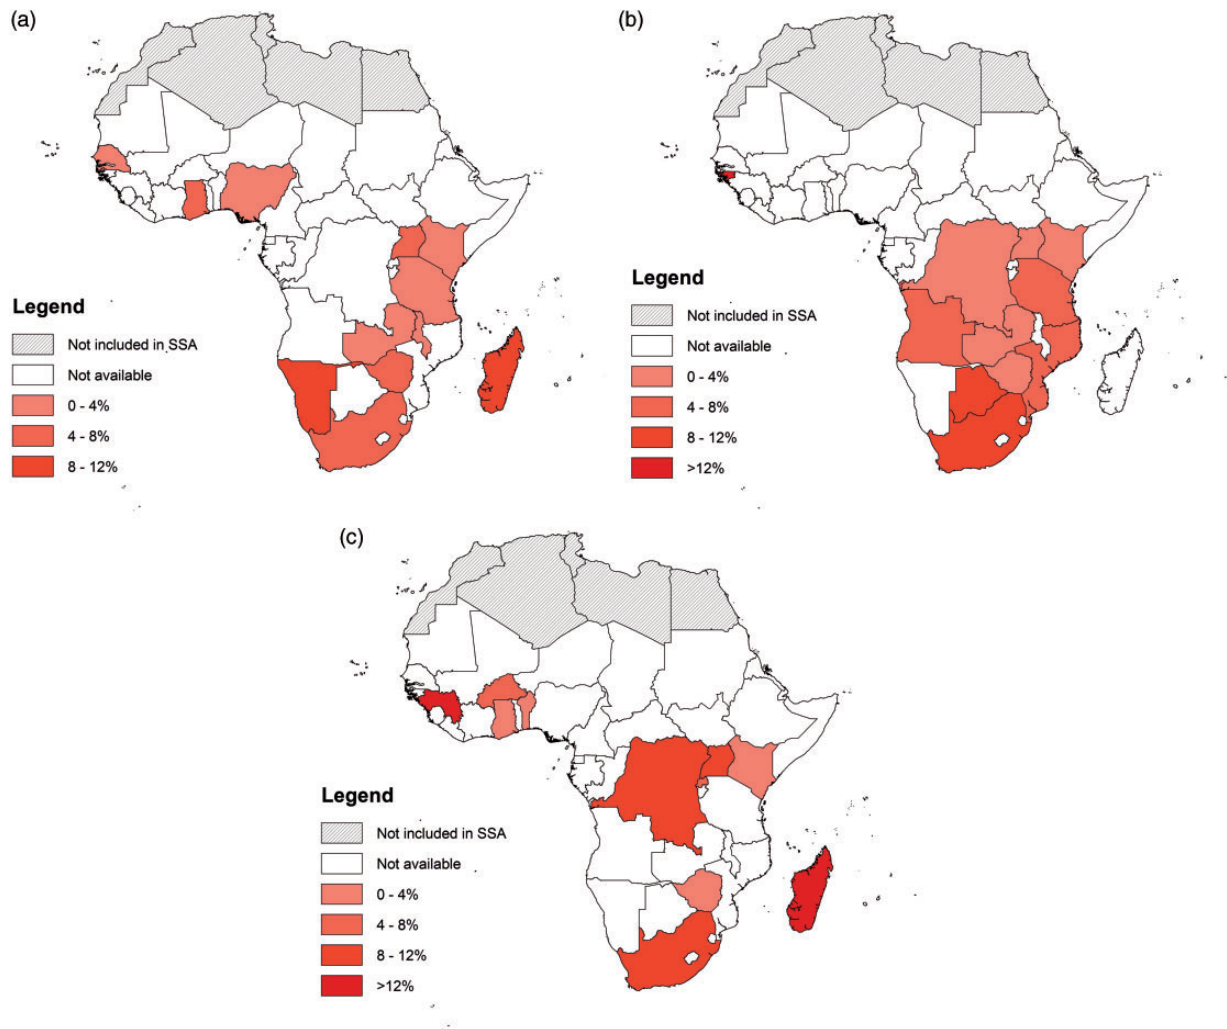 (a)
Legend
Not included in SSA
Not available
0 - 4%
4 - 8%
8 - 12%
(b)
Legend
Not included in SSA
Not available
0 - 4%
4 - 8%
8 - 12%
>12%
(c)
Legend
Not included in SSA
Not available
0 - 4%
4 - 8%
8 - 12%
>12%